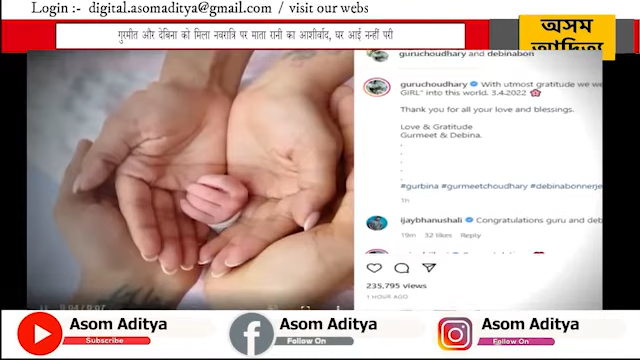 Login :- digital.asomaditya@gmail.com / visit our webs
गुरमीत और देबिना को मिला नवरात्रि पर माता रानी का आशीर्वाद, घर आई नन्हीं परी
অসম
আদিত্য
guruchoudhary and debinabon
guruchoudhary With utmost gratitude we we
GIRL" into this world. 3.4.2022
Thank you for all your love and blessings.
Love & Gratitude
Gurmeet & Debina.
.
.
.
.
.
#gurbina #gurmeetchoudhary #debinabonnerje
1h
ijaybhanushali Congratulations guru and deb
19m 32 likes Reply
235,795 views
1 HOUR AGO
Asom Aditya
Subscribe
Asom Aditya
Follow On
Asom Aditya
Follow On